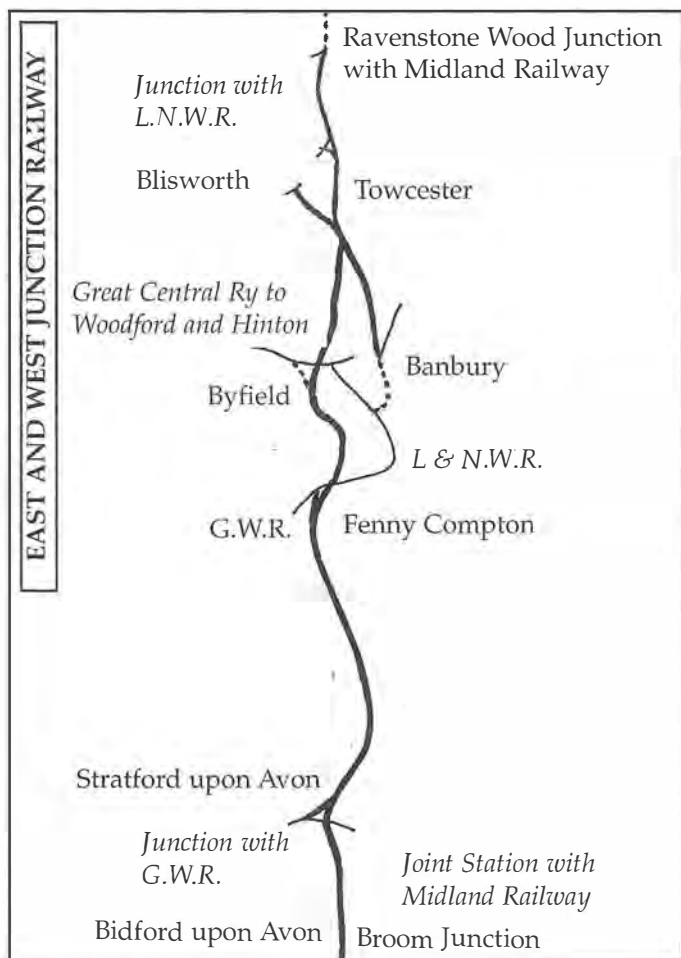 EAST AND WEST JUNCTION RAILWAY
Ravenstone Wood Junction
with Midland Railway
Junction with
L.N.W.R.
Blisworth
Towcester
Great Central Ry to
Woodford and Hinton
Banbury
Byfield
L & N.W.R.
G.W.R.
Fenny Compton
Stratford upon Avon
Junction with
G.W.R.
Joint Station with
Midland Railway
Bidford upon Avon
Broom Junction